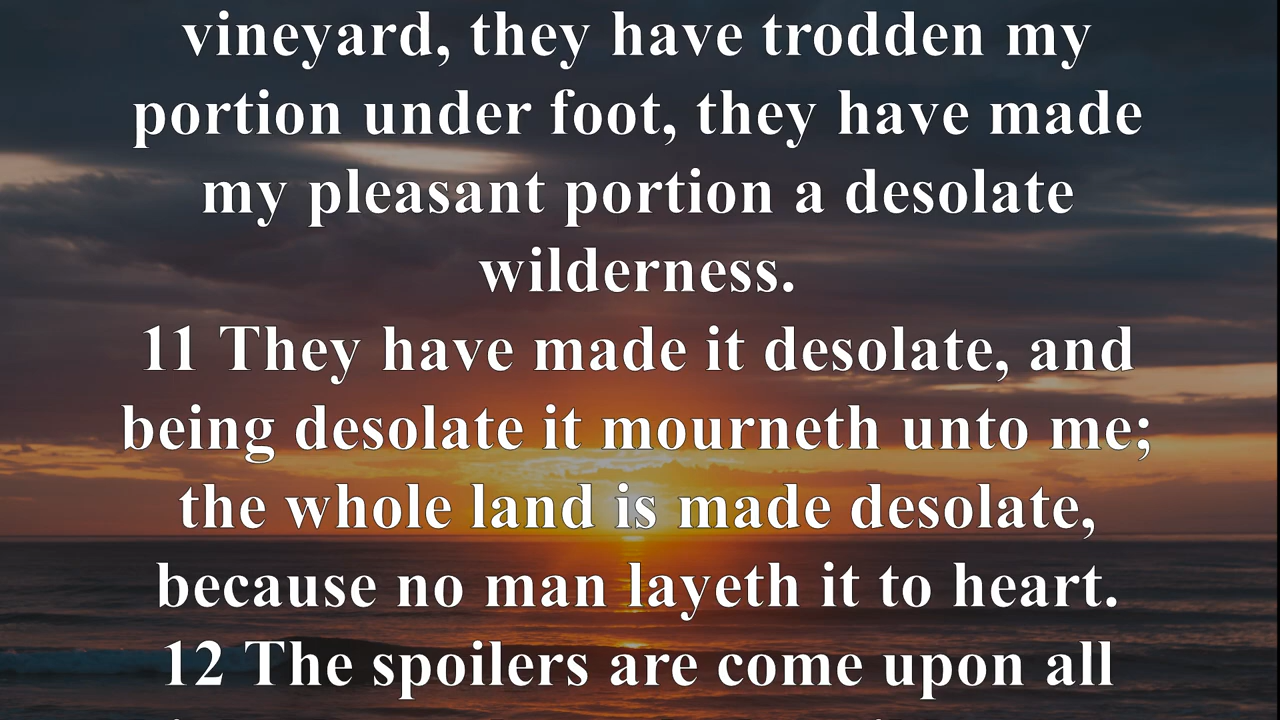 vineyard, they have trodden my
portion under foot, they have made
my pleasant portion a desolate
wilderness.
11 They have made it desolate, and
being desolate it mourneth unto me;
the whole land is made desolate,
because no man layeth it to heart.
12 The spoilers are come upon all